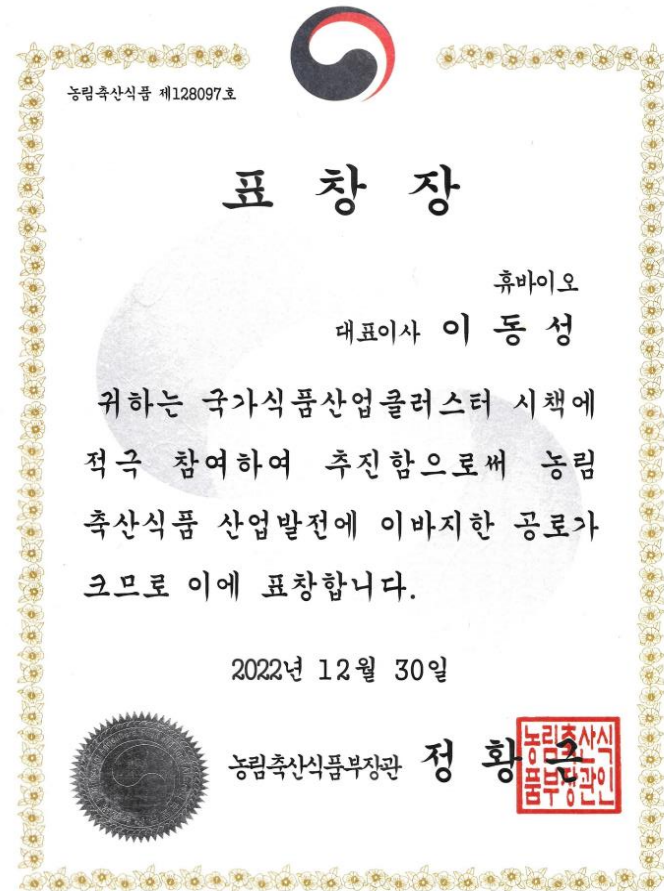 농림축산식품 제128097호
표 창 장
휴바이오
대표이사 이 동 성
귀하는 국가식품산업클러스터 시책에
적극 참여하여 추진함으로써 농림
축산식품 산업발전에 이바지한 공로가
크므로 이에 표창합니다.
2022년 12월 30일
농림축산식품부장관 정 황 근
농림축산식
품부장관인